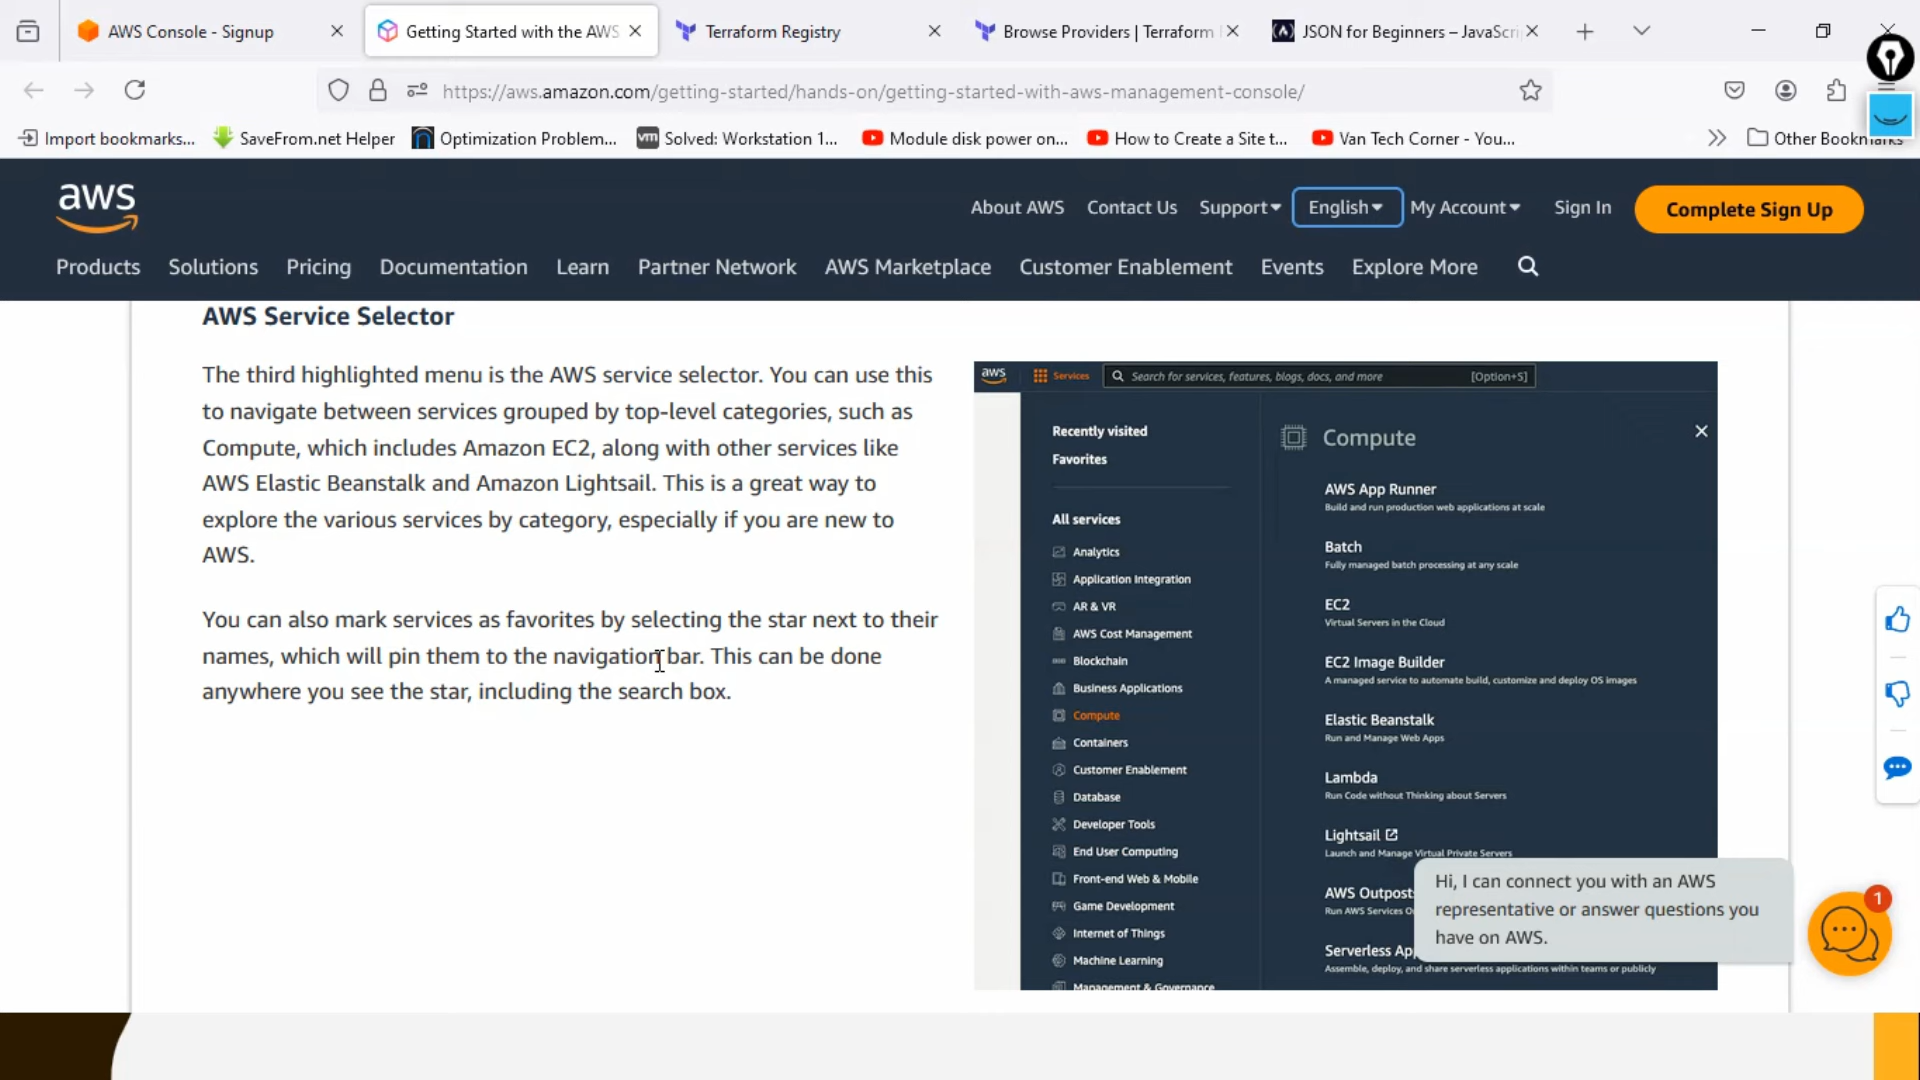 AWS Console - Signup
Getting Started with the AWS
Terraform Registry
Browse Providers | Terraform
JSON for Beginners – JavaScri
https://aws.amazon.com/getting-started/hands-on/getting-started-with-aws-management-console/
Import bookmarks...
SaveFrom.net Helper
Optimization Problem...
vm Solved: Workstation 1...
Module disk power on...
How to Create a Site t...
Van Tech Corner - You...
Other Bookmarks
aws
About AWS
Contact Us
Support
English
My Account
Sign In
Complete Sign Up
Products
Solutions
Pricing
Documentation
Learn
Partner Network
AWS Marketplace
Customer Enablement
Events
Explore More
AWS Service Selector
The third highlighted menu is the AWS service selector. You can use this
to navigate between services grouped by top-level categories, such as
Compute, which includes Amazon EC2, along with other services like
AWS Elastic Beanstalk and Amazon Lightsail. This is a great way to
explore the various services by category, especially if you are new to
AWS.
You can also mark services as favorites by selecting the star next to their
names, which will pin them to the navigation bar. This can be done
anywhere you see the star, including the search box.
aws
Services
Search for services, features, blogs, docs, and more
[Option+S]
Recently visited
Favorites
All services
Analytics
Application Integration
AR & VR
AWS Cost Management
Blockchain
Business Applications
Compute
Containers
Customer Enablement
Database
Developer Tools
End User Computing
Front-end Web & Mobile
Game Development
Internet of Things
Machine Learning
Management & Governance
Compute
AWS App Runner
Build and run production web applications at scale
Batch
Fully managed batch processing at any scale
EC2
Virtual Servers in the Cloud
EC2 Image Builder
A managed service to automate build, customize and deploy OS images
Elastic Beanstalk
Run and Manage Web Apps
Lambda
Run Code without Thinking about Servers
Lightsail
Launch and Manage Virtual Private Servers
AWS Outposts
Run AWS Services O
Serverless Ap
Assemble, deploy, and share serverless applications within teams or publicly
Hi, I can connect you with an AWS
representative or answer questions you
have on AWS.
1